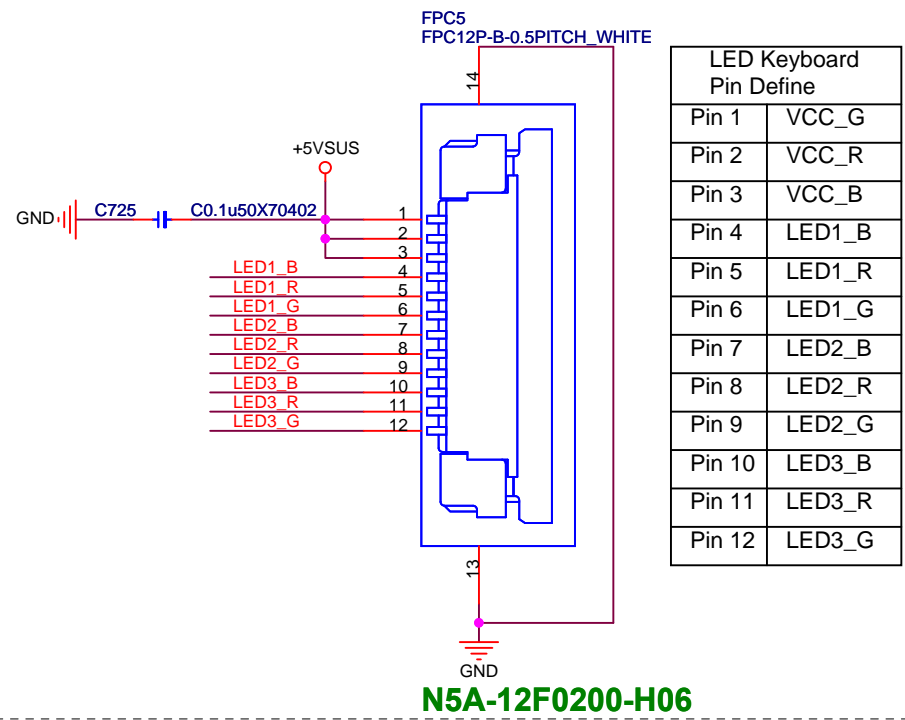 FPC5
FPC12P-B-0.5PITCH_WHITE
14
+5VSUS
GND
C725
C0.1u50X70402
1
2
3
LED1_B
4
LED1_R
5
LED1_G
6
LED2_B
7
LED2_R
8
LED2_G
9
LED3_B
10
LED3_R
11
LED3_G
12
13
GND
N5A-12F0200-H06
LED Keyboard
Pin Define
Pin 1 VCC_G
Pin 2 VCC_R
Pin 3 VCC_B
Pin 4 LED1_B
Pin 5 LED1_R
Pin 6 LED1_G
Pin 7 LED2_B
Pin 8 LED2_R
Pin 9 LED2_G
Pin 10 LED3_B
Pin 11 LED3_R
Pin 12 LED3_G